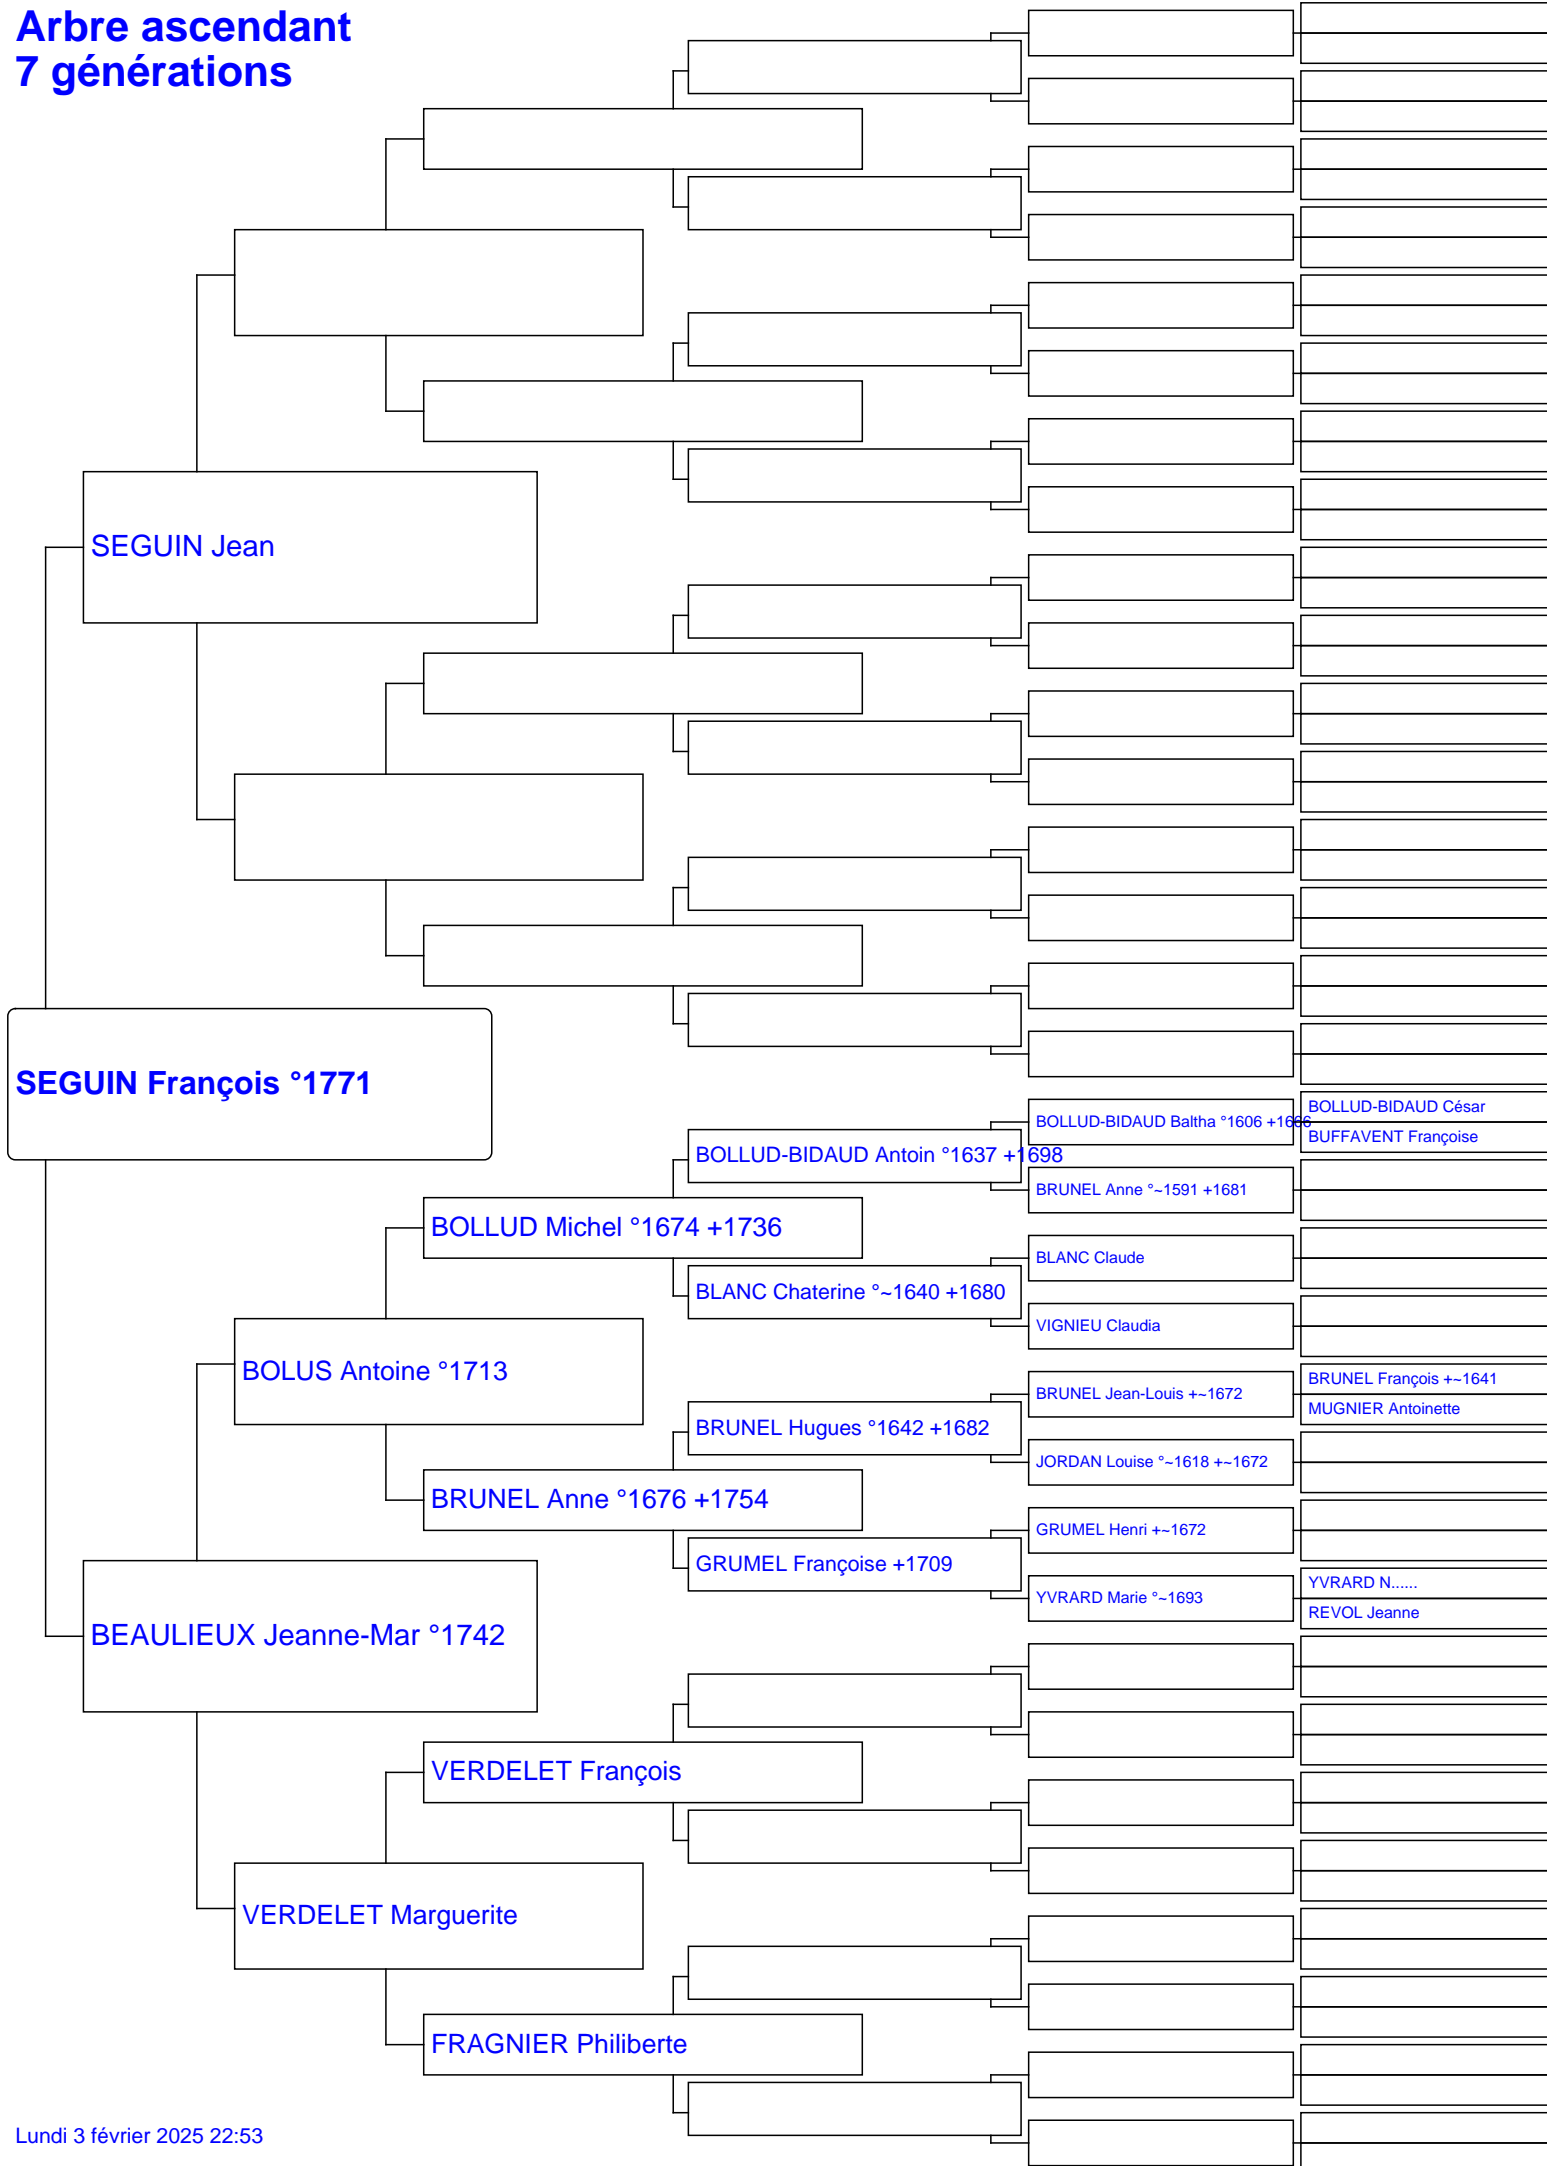 Arbre ascendant
7 générations
SEGUIN Jean
SEGUIN François °1771
BOLLUD-BIDAUD César
BOLLUD-BIDAUD Baltha °1606 +1666
BUFFAVENT Françoise
BOLLUD-BIDAUD Antoin °1637 +1698
BRUNEL Anne °~1591 +1681
BOLLUD Michel °1674 +1736
BLANC Claude
BLANC Chaterine °~1640 +1680
VIGNIEU Claudia
BOLUS Antoine °1713
BRUNEL François +~1641
BRUNEL Jean-Louis +~1672
MUGNIER Antoinette
BRUNEL Hugues °1642 +1682
JORDAN Louise °~1618 +~1672
BRUNEL Anne °1676 +1754
GRUMEL Henri +~1672
GRUMEL Françoise +1709
YVRARD N......
YVRARD Marie °~1693
REVOL Jeanne
BEAULIEUX Jeanne-Mar °1742
VERDELET François
VERDELET Marguerite
FRAGNIER Philiberte
Lundi 3 février 2025 22:53